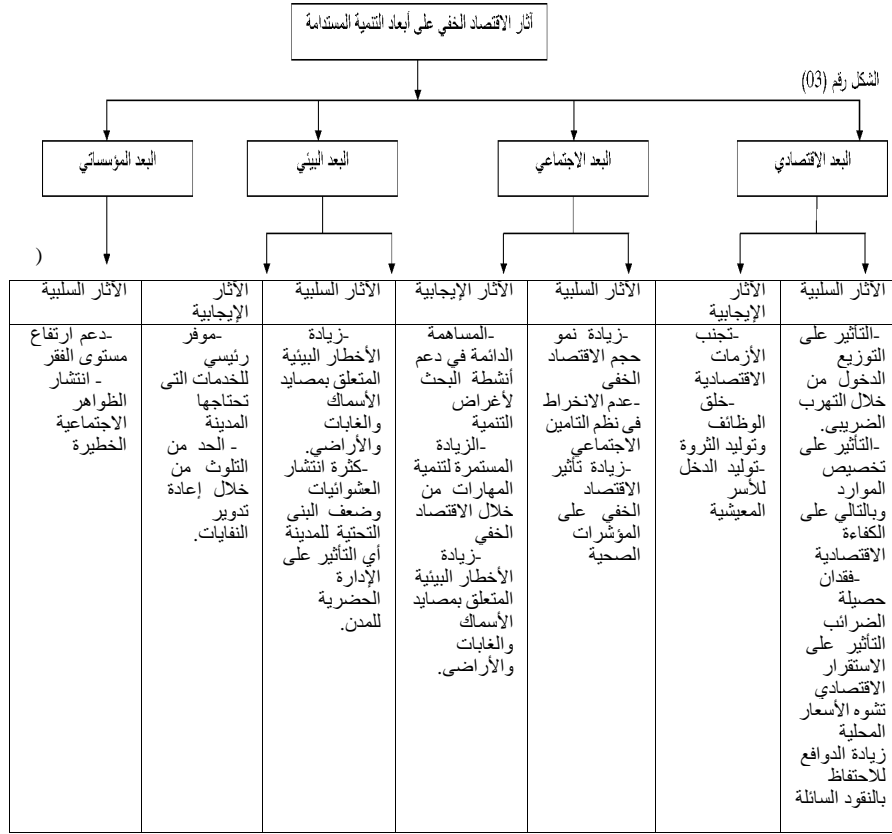 آثار الاقتصاد الخفي على أبعاد التنمية المستدامة
الشكل رقم (03)
البعد الاقتصادي
البعد الاجتماعي
البعد البيئي
البعد المؤسساتي
)
الآثار السلبية
-التأثير على
التوزيع
الدخول من
خلال التهرب
الضريبي.
-التأثير على
تخصيص
الموارد
وبالتالي على
الكفاءة
الاقتصادية
-فقدان
حصيلة
الضرائب
التأثير على
الاستقرار
الاقتصادي
تشوه الأسعار
المحلية
زيادة الدوافع
للاحتفاظ
بالنقود السائلة
الآثار
الإيجابية
-تجنب
الأزمات
الاقتصادية
-خلق
الوظائف
وتوليد الثروة
-توليد الدخل
للأسر
المعيشية
الآثار السلبية
-زيادة نمو
حجم الاقتصاد
الخفى
-عدم الانخراط
فى نظم التامين
الاجتماعي
-زيادة تأثير
الاقتصاد
الخفي على
المؤشرات
الصحية
الآثار الإيجابية
-المساهمة
الدائمة في دعم
أنشطة البحث
لأغراض
التنمية
-الزيادة
المستمرة لتنمية
المهارات من
خلال الاقتصاد
الخفي
-زيادة
الأخطار البيئية
المتعلق بمصايد
الأسماك
والغابات
والأراضى.
الآثار السلبية
-زيادة
الأخطار البيئية
المتعلق بمصايد
الأسماك
والغابات
والأراضي.
-كثرة انتشار
العشوائيات
وضعف البنى
التحتية للمدينة
أي التأثير على
الإدارة
الحضرية
للمدن.
الآثار
الإيجابية
-موفر
رئيسي
للخدمات التى
تحتاجها
المدينة
- الحد من
التلوث من
خلال إعادة
تدوير
النفايات.
الآثار السلبية
-دعم ارتفاع
مستوى الفقر
- انتشار
الظواهر
الاجتماعية
الخطيرة